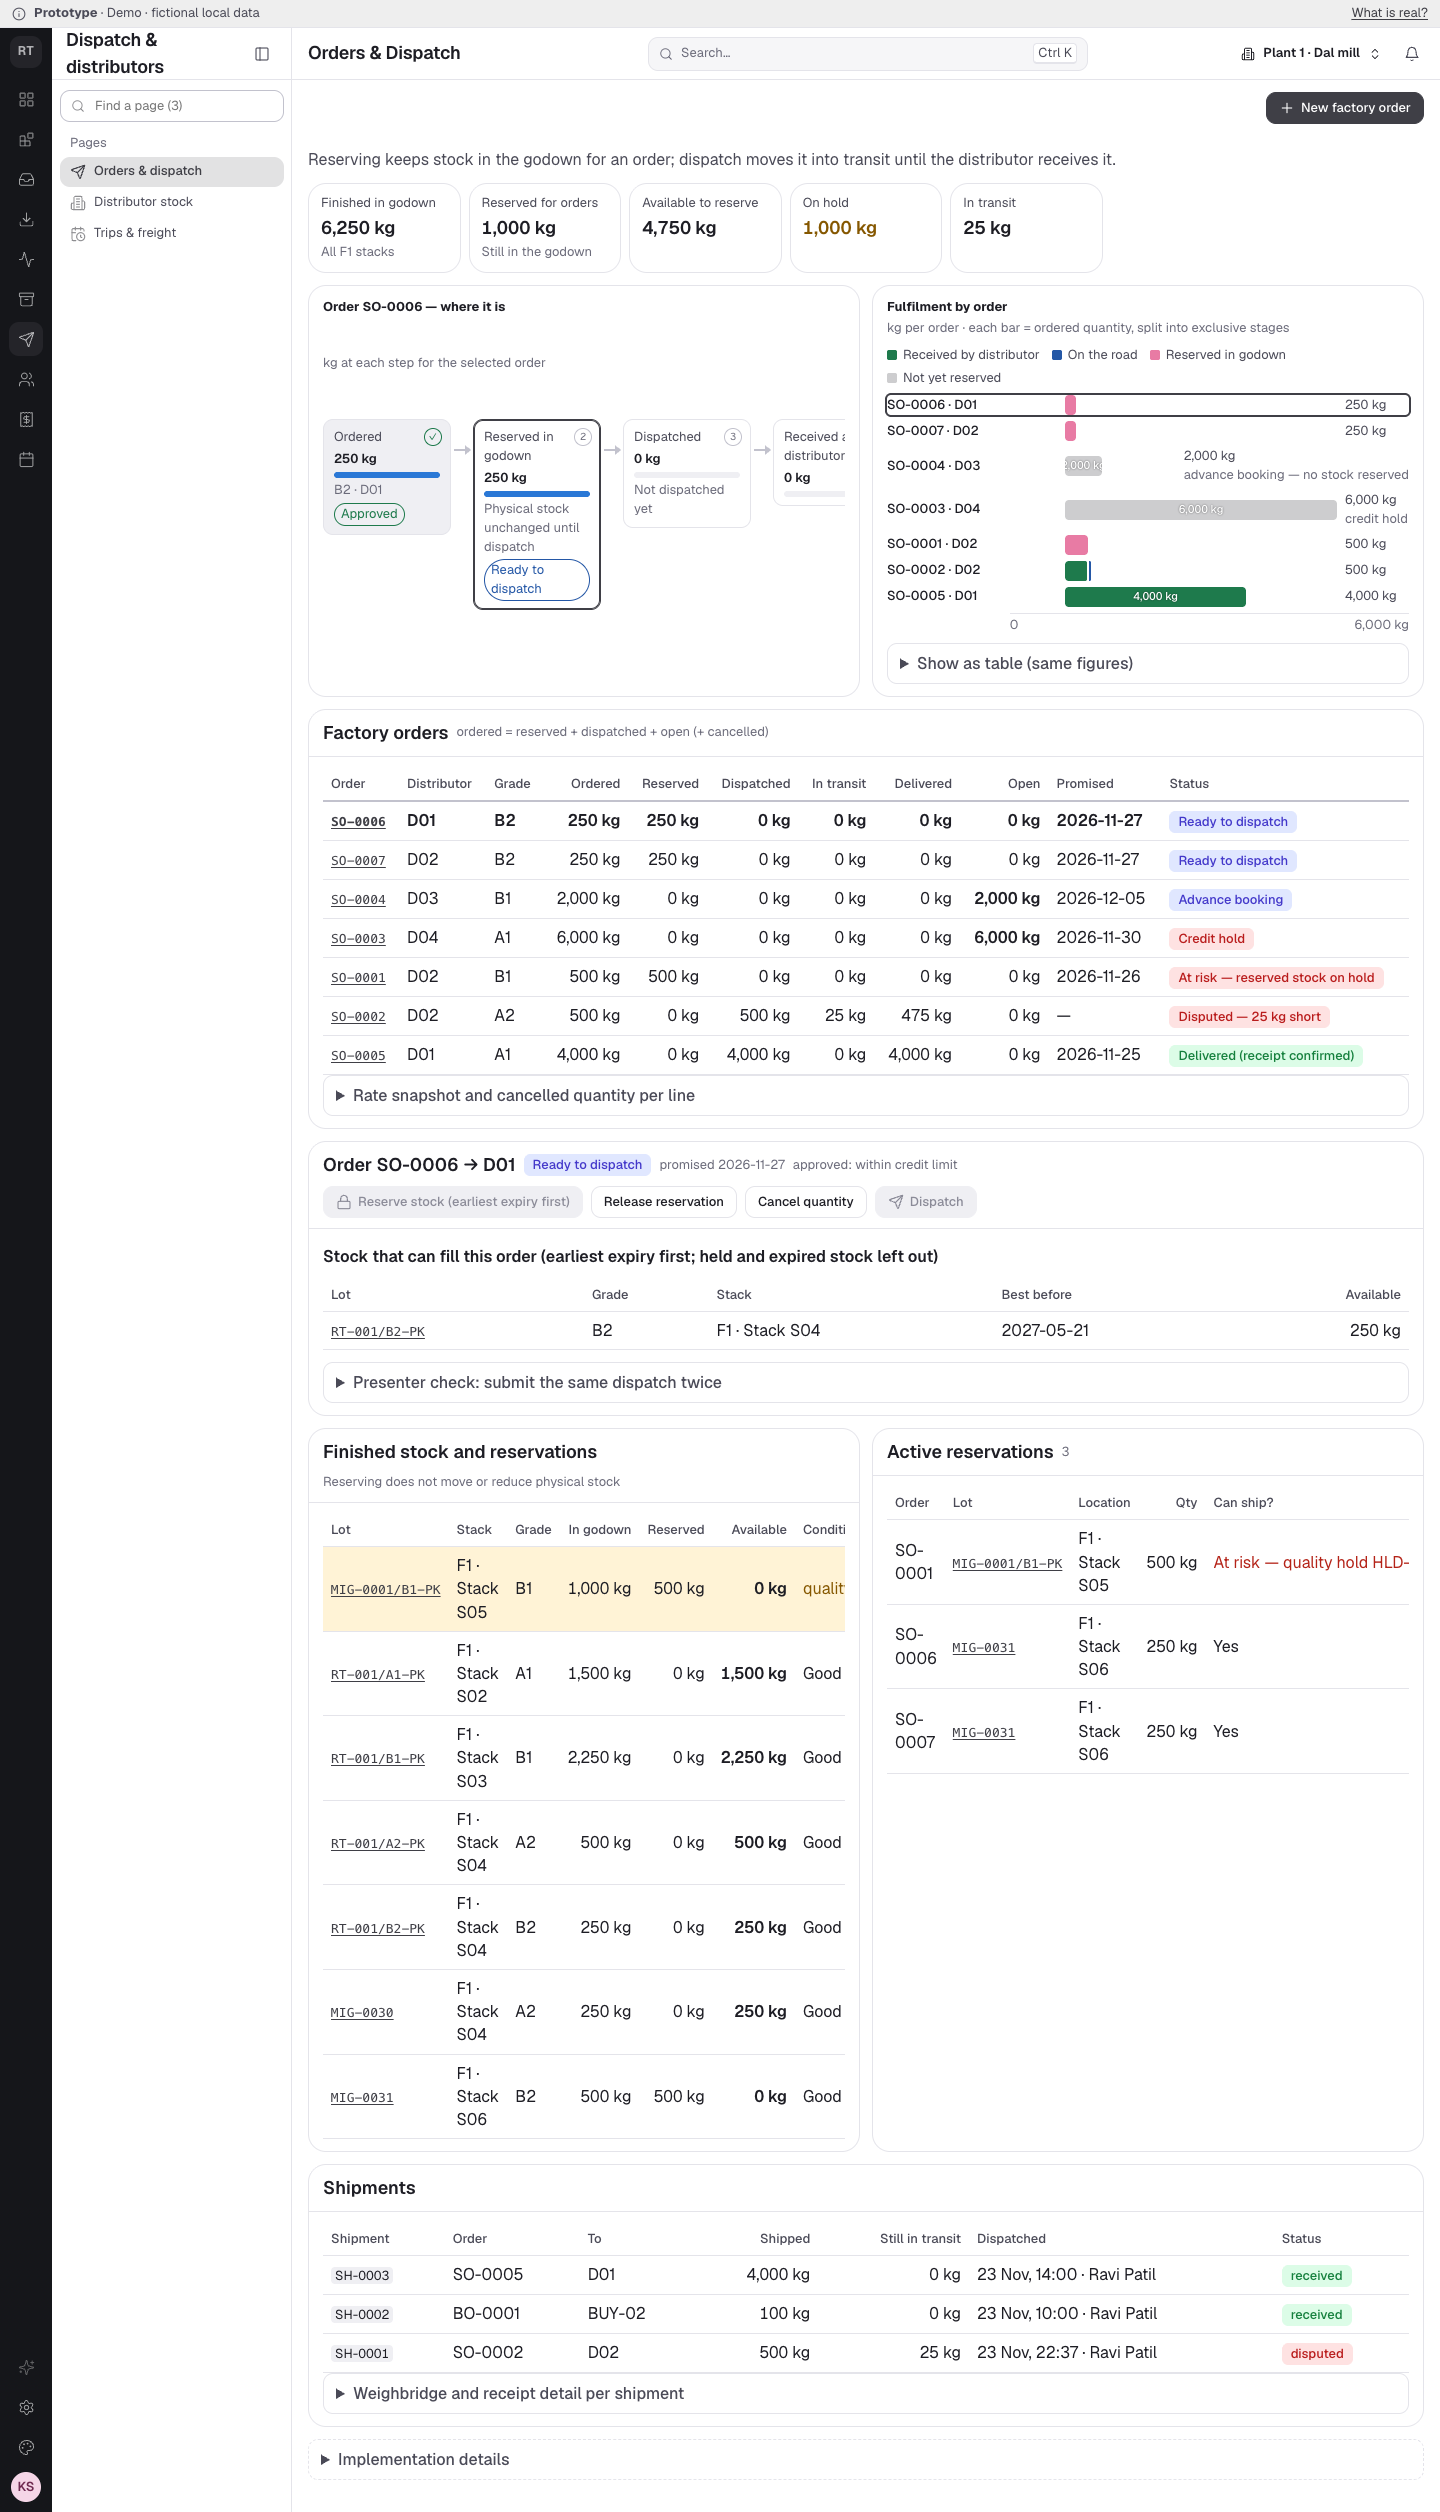 Prototype · Demo · fictional local data
What is real?
RT
Dispatch & distributors
Orders & Dispatch
Search...
Ctrl K
Plant 1 · Dal mill
Find a page (3)
Pages
Orders & dispatch
Distributor stock
Trips & freight
New factory order
Reserving keeps stock in the godown for an order; dispatch moves it into transit until the distributor receives it.
Finished in godown
6,250 kg
All F1 stacks
Reserved for orders
1,000 kg
Still in the godown
Available to reserve
4,750 kg
On hold
1,000 kg
In transit
25 kg
Order SO-0006 — where it is
kg at each step for the selected order
Ordered
250 kg
B2 · D01
Approved
Reserved in godown
2
250 kg
Physical stock unchanged until dispatch
Ready to dispatch
Dispatched
3
0 kg
Not dispatched yet
Received a
distributor
0 kg
Fulfilment by order
kg per order · each bar = ordered quantity, split into exclusive stages
Received by distributor
On the road
Reserved in godown
Not yet reserved
SO-0006 · D01 250 kg
SO-0007 · D02 250 kg
SO-0004 · D03 2,000 kg
advance booking — no stock reserved
SO-0003 · D04 6,000 kg 6,000 kg
credit hold
SO-0001 · D02 500 kg
SO-0002 · D02 500 kg
SO-0005 · D01 4,000 kg 4,000 kg
0 6,000 kg
Show as table (same figures)
Factory orders ordered = reserved + dispatched + open (+ cancelled)
Order Distributor Grade Ordered Reserved Dispatched In transit Delivered Open Promised Status
SO-0006 D01 B2 250 kg 250 kg 0 kg 0 kg 0 kg 0 kg 2026-11-27 Ready to dispatch
SO-0007 D02 B2 250 kg 250 kg 0 kg 0 kg 0 kg 0 kg 2026-11-27 Ready to dispatch
SO-0004 D03 B1 2,000 kg 0 kg 0 kg 0 kg 0 kg 2,000 kg 2026-12-05 Advance booking
SO-0003 D04 A1 6,000 kg 0 kg 0 kg 0 kg 0 kg 6,000 kg 2026-11-30 Credit hold
SO-0001 D02 B1 500 kg 500 kg 0 kg 0 kg 0 kg 0 kg 2026-11-26 At risk — reserved stock on hold
SO-0002 D02 A2 500 kg 0 kg 500 kg 25 kg 475 kg 0 kg — Disputed — 25 kg short
SO-0005 D01 A1 4,000 kg 0 kg 4,000 kg 0 kg 4,000 kg 0 kg 2026-11-25 Delivered (receipt confirmed)
Rate snapshot and cancelled quantity per line
Order SO-0006 → D01 Ready to dispatch promised 2026-11-27 approved: within credit limit
Reserve stock (earliest expiry first) Release reservation Cancel quantity Dispatch
Stock that can fill this order (earliest expiry first; held and expired stock left out)
Lot Grade Stack Best before Available
RT-001/B2-PK B2 F1 · Stack S04 2027-05-21 250 kg
Presenter check: submit the same dispatch twice
Finished stock and reservations
Reserving does not move or reduce physical stock
Lot Stack Grade In godown Reserved Available Conditi
MIG-0001/B1-PK F1 · Stack S05 B1 1,000 kg 500 kg 0 kg qualit
RT-001/A1-PK F1 · Stack S02 A1 1,500 kg 0 kg 1,500 kg Good
RT-001/B1-PK F1 · Stack S03 B1 2,250 kg 0 kg 2,250 kg Good
RT-001/A2-PK F1 · Stack S04 A2 500 kg 0 kg 500 kg Good
RT-001/B2-PK F1 · Stack S04 B2 250 kg 0 kg 250 kg Good
MIG-0030 F1 · Stack S04 A2 250 kg 0 kg 250 kg Good
MIG-0031 F1 · Stack S06 B2 500 kg 500 kg 0 kg Good
Active reservations 3
Order Lot Location Qty Can ship?
SO-0001 MIG-0001/B1-PK F1 · Stack S05 500 kg At risk — quality hold HLD-
SO-0006 MIG-0031 F1 · Stack S06 250 kg Yes
SO-0007 MIG-0031 F1 · Stack S06 250 kg Yes
Shipments
Shipment Order To Shipped Still in transit Dispatched Status
SH-0003 SO-0005 D01 4,000 kg 0 kg 23 Nov, 14:00 · Ravi Patil received
SH-0002 BO-0001 BUY-02 100 kg 0 kg 23 Nov, 10:00 · Ravi Patil received
SH-0001 SO-0002 D02 500 kg 25 kg 23 Nov, 22:37 · Ravi Patil disputed
Weighbridge and receipt detail per shipment
Implementation details
KS